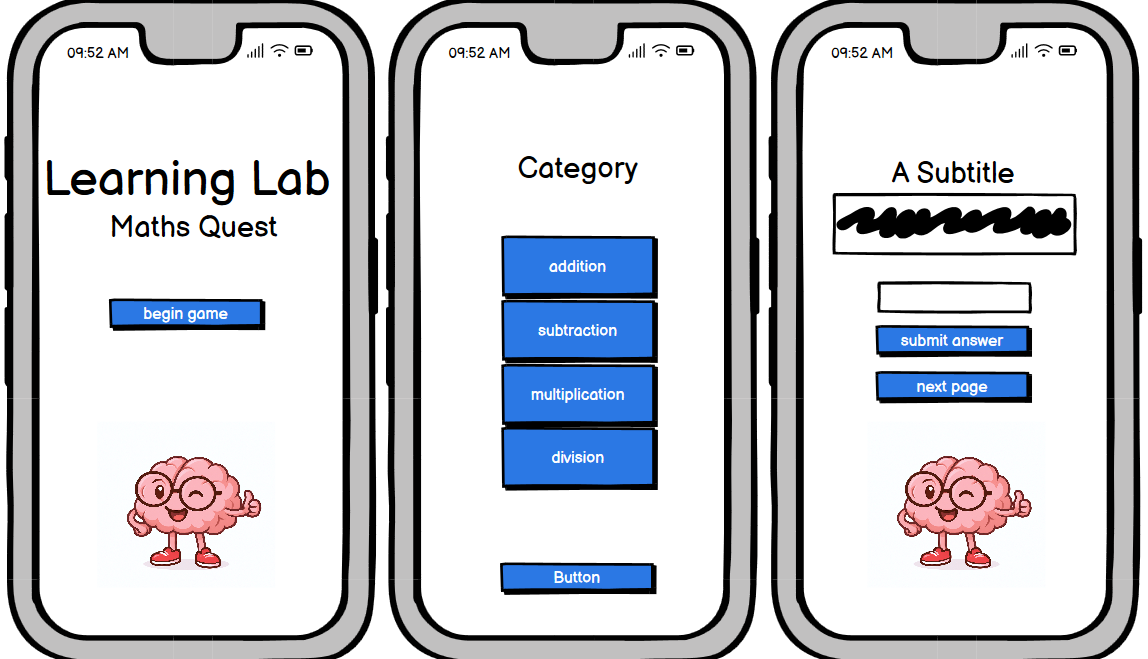 09:52 AM
Learning Lab
Maths Quest
begin game
09:52 AM
Category
addition
subtraction
multiplication
division
Button
09:52 AM
A Subtitle
submit answer
next page